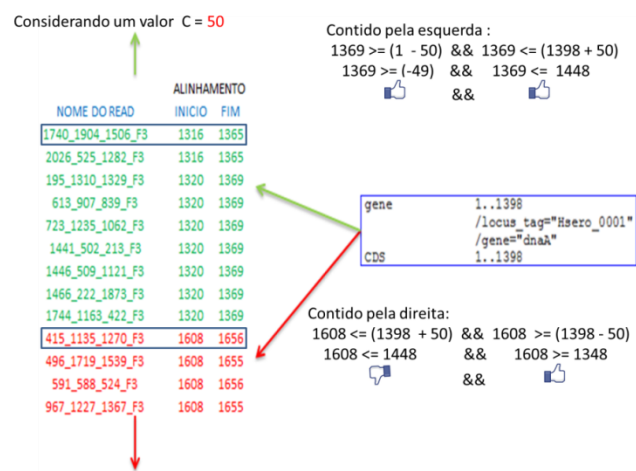 Considerando um valor C = 50
Contido pela esquerda :
1369 >= (1 - 50) && 1369 <= (1398 + 50)
1369 >= (-49) && 1369 <= 1448
&&
ALINHAMENTO
NOME DO READ INICIO FIM
1740_1904_1506_F3 1316 1365
2026_525_1282_F3 1316 1365
195_1310_1329_F3 1320 1369
613_907_839_F3 1320 1369
723_1235_1062_F3 1320 1369
1441_502_213_F3 1320 1369
1446_509_1121_F3 1320 1369
1466_222_1873_F3 1320 1369
1744_1163_422_F3 1320 1369
415_1135_1270_F3 1608 1656
496_1719_1539_F3 1608 1655
591_588_524_F3 1608 1656
967_1227_1367_F3 1608 1655
gene 1..1398
/locus_tag="Hsero_0001"
/gene="dnaA"
CDS 1..1398
Contido pela direita:
1608 <= (1398 + 50) && 1608 >= (1398 - 50)
1608 <= 1448 && 1608 >= 1348
&&